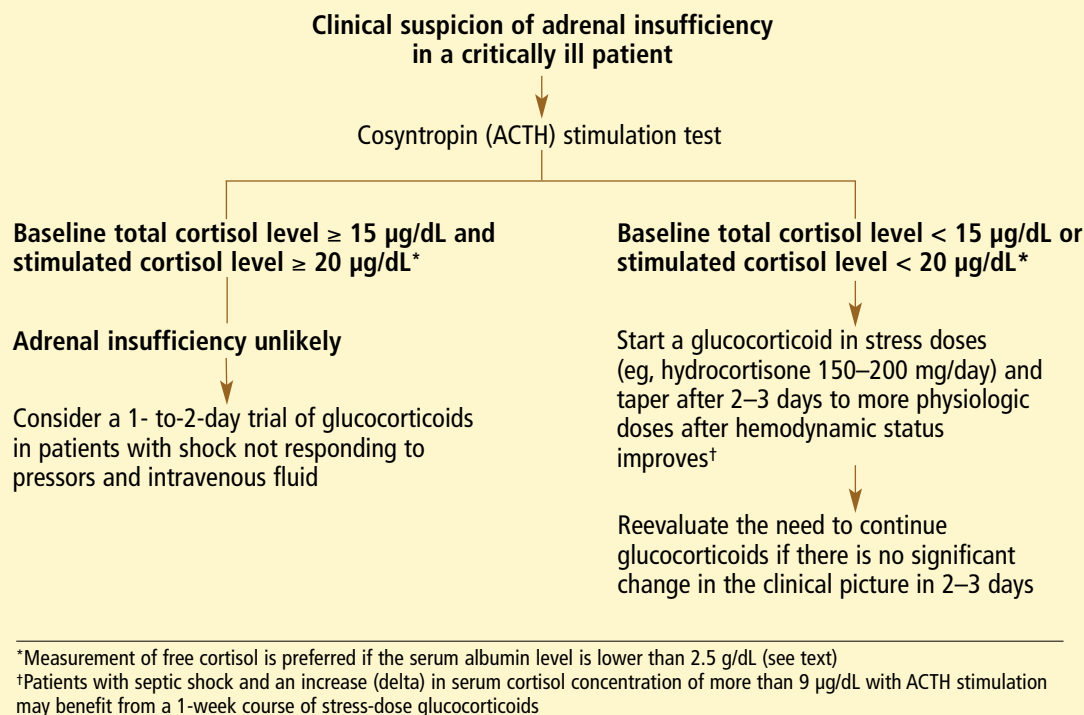 Clinical suspicion of adrenal insufficiency
in a critically ill patient
Cosyntropin (ACTH) stimulation test
Baseline total cortisol level ≥ 15 µg/dL and
stimulated cortisol level ≥ 20 µg/dL*
Adrenal insufficiency unlikely
Consider a 1- to-2-day trial of glucocorticoids
in patients with shock not responding to
pressors and intravenous fluid
Baseline total cortisol level < 15 µg/dL or
stimulated cortisol level < 20 µg/dL*
Start a glucocorticoid in stress doses
(eg, hydrocortisone 150–200 mg/day) and
taper after 2–3 days to more physiologic
doses after hemodynamic status
improves†
Reevaluate the need to continue
glucocorticoids if there is no significant
change in the clinical picture in 2–3 days
*Measurement of free cortisol is preferred if the serum albumin level is lower than 2.5 g/dL (see text)
†Patients with septic shock and an increase (delta) in serum cortisol concentration of more than 9 µg/dL with ACTH stimulation
may benefit from a 1-week course of stress-dose glucocorticoids